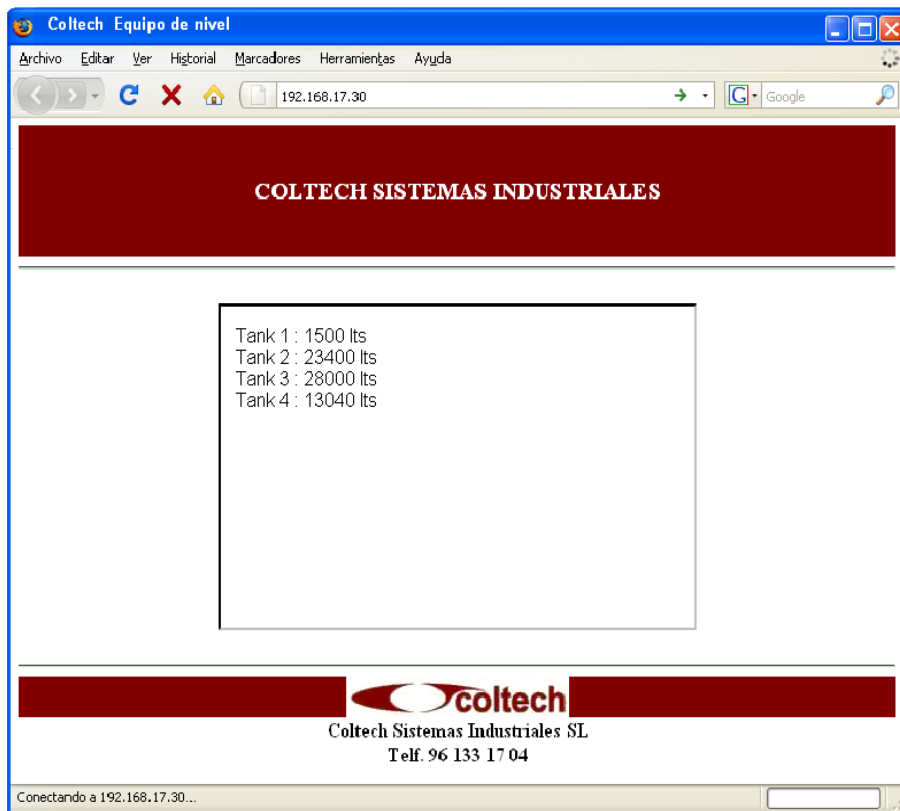 Coltech Equipo de nivel
Archivo Editar Ver Historial Marcadores Herramientas Ayuda
192.168.17.30 G Google
COLTECH SISTEMAS INDUSTRIALES
Tank 1 : 1500 lts
Tank 2 : 23400 lts
Tank 3 : 28000 lts
Tank 4 : 13040 lts
coltech
Coltech Sistemas Industriales SL
Telf. 96 133 17 04
Conectando a 192.168.17.30...